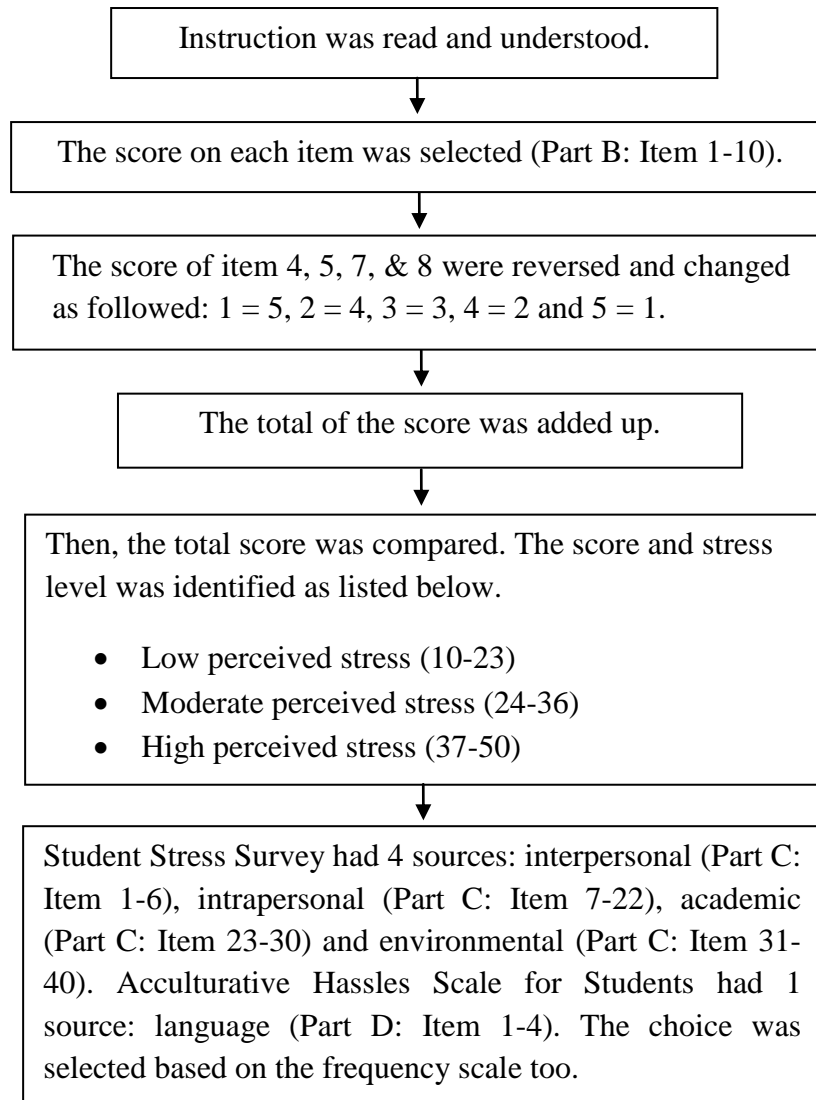 Instruction was read and understood.
The score on each item was selected (Part B: Item 1-10).
The score of item 4, 5, 7, & 8 were reversed and changed
as followed: 1 = 5, 2 = 4, 3 = 3, 4 = 2 and 5 = 1.
The total of the score was added up.
Then, the total score was compared. The score and stress
level was identified as listed below.
• Low perceived stress (10-23)
• Moderate perceived stress (24-36)
• High perceived stress (37-50)
Student Stress Survey had 4 sources: interpersonal (Part C:
Item 1-6), intrapersonal (Part C: Item 7-22), academic
(Part C: Item 23-30) and environmental (Part C: Item 31-
40). Acculturative Hassles Scale for Students had 1
source: language (Part D: Item 1-4). The choice was
selected based on the frequency scale too.